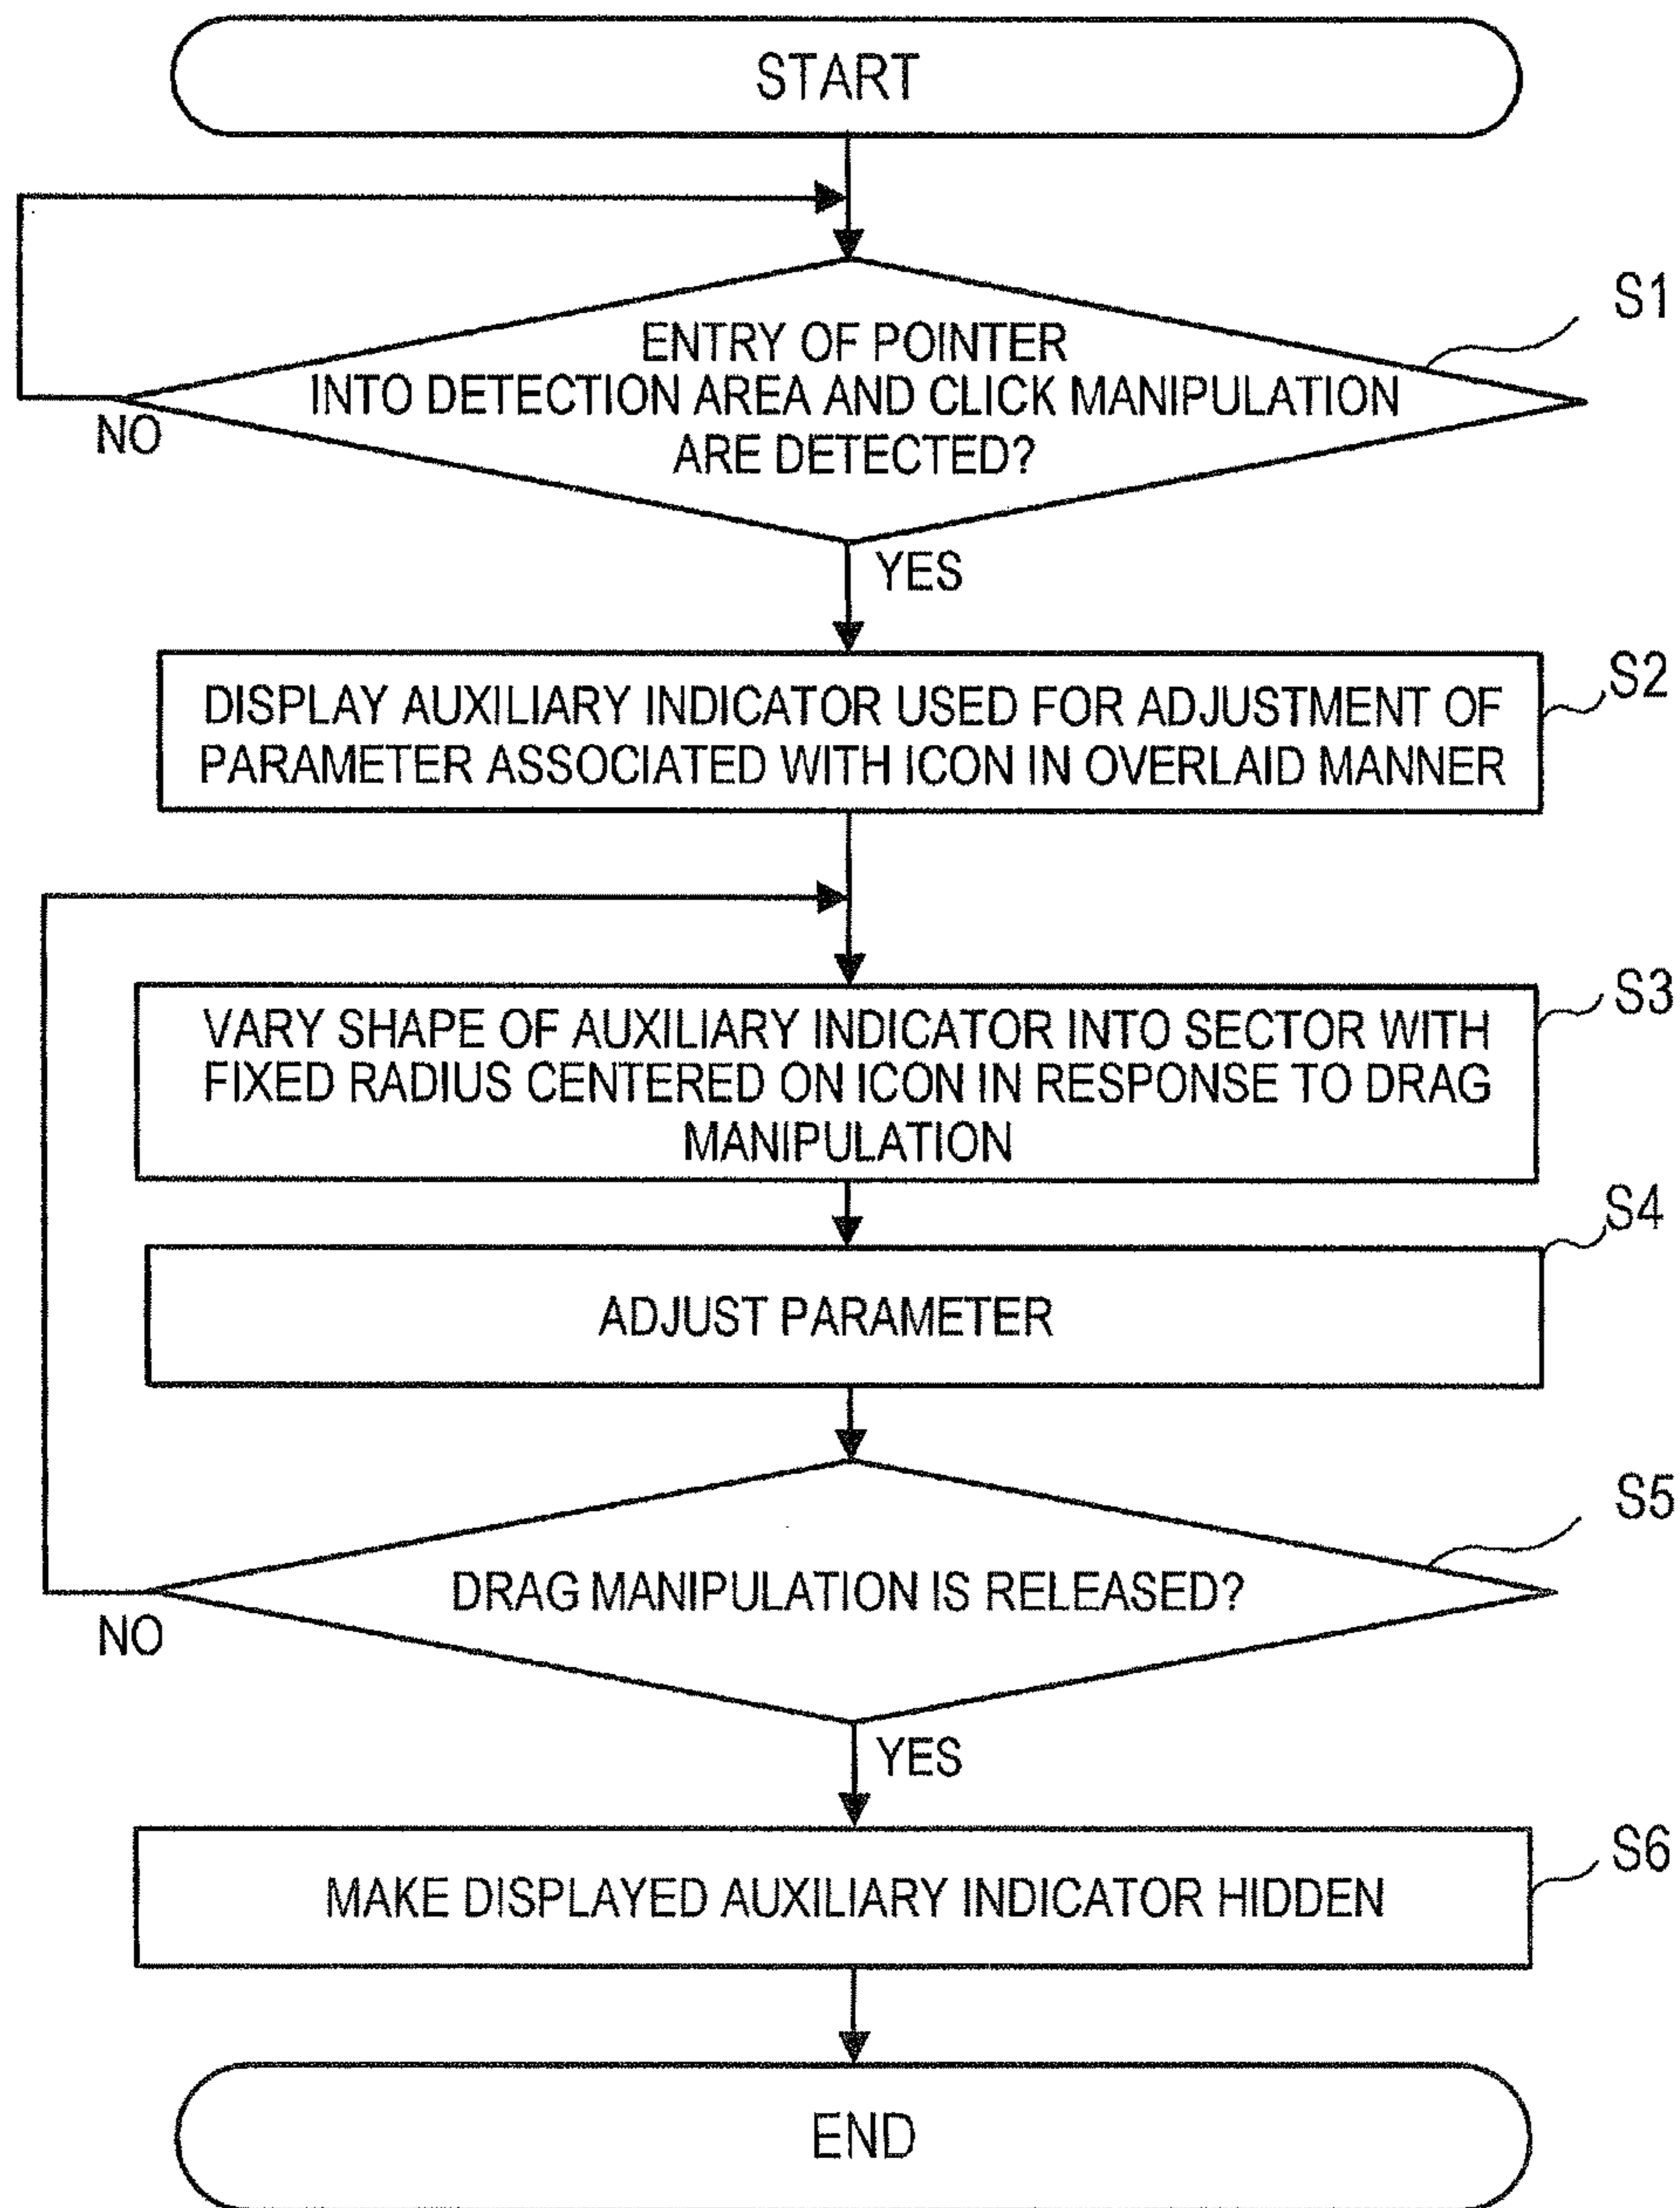 START
S1
ENTRY OF POINTER
INTO DETECTION AREA AND CLICK MANIPULATION
ARE DETECTED?
NO
YES
S2
DISPLAY AUXILIARY INDICATOR USED FOR ADJUSTMENT OF
PARAMETER ASSOCIATED WITH ICON IN OVERLAID MANNER
S3
VARY SHAPE OF AUXILIARY INDICATOR INTO SECTOR WITH
FIXED RADIUS CENTERED ON ICON IN RESPONSE TO DRAG
MANIPULATION
S4
ADJUST PARAMETER
S5
DRAG MANIPULATION IS RELEASED?
NO
YES
S6
MAKE DISPLAYED AUXILIARY INDICATOR HIDDEN
END